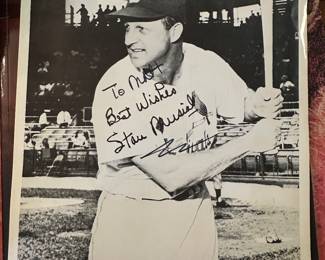 To Matt
Best Wishes
Stan Musial